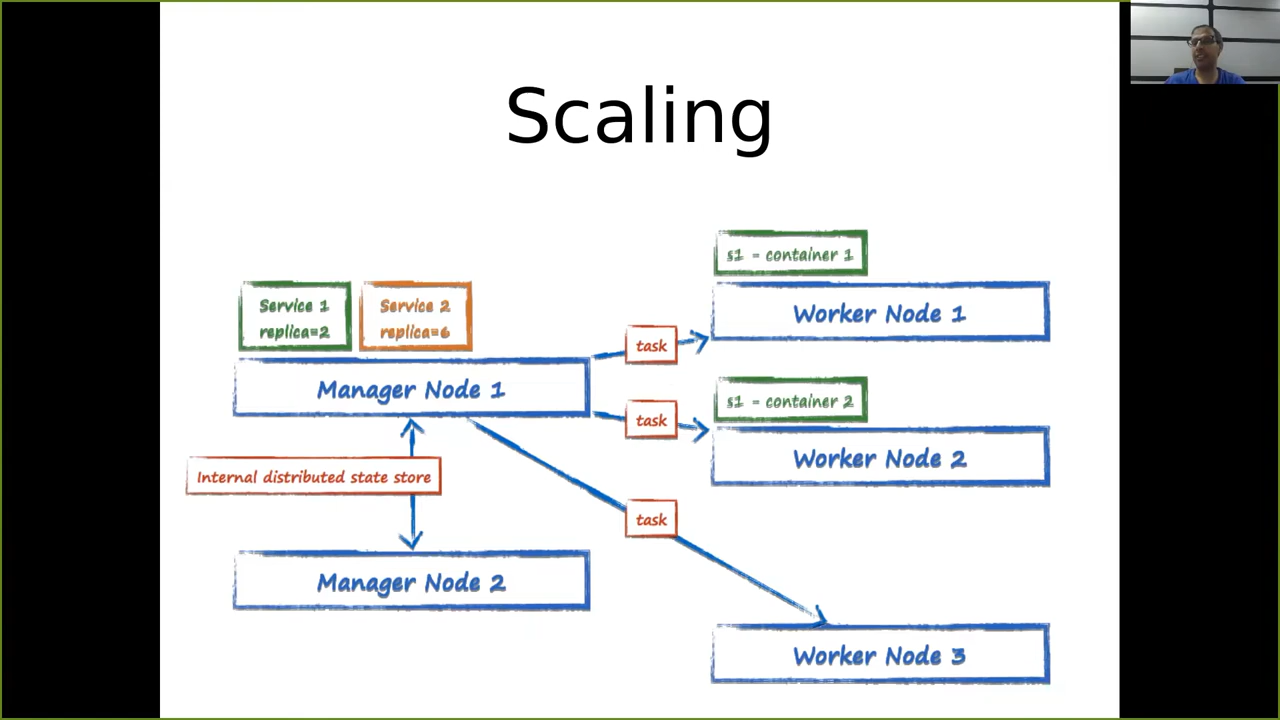 Scaling
s1 = container 1
Service 1
replica=2
Service 2
replica=6
Worker Node 1
task
Manager Node 1
s1 = container 2
task
Worker Node 2
Internal distributed state store
task
Manager Node 2
Worker Node 3